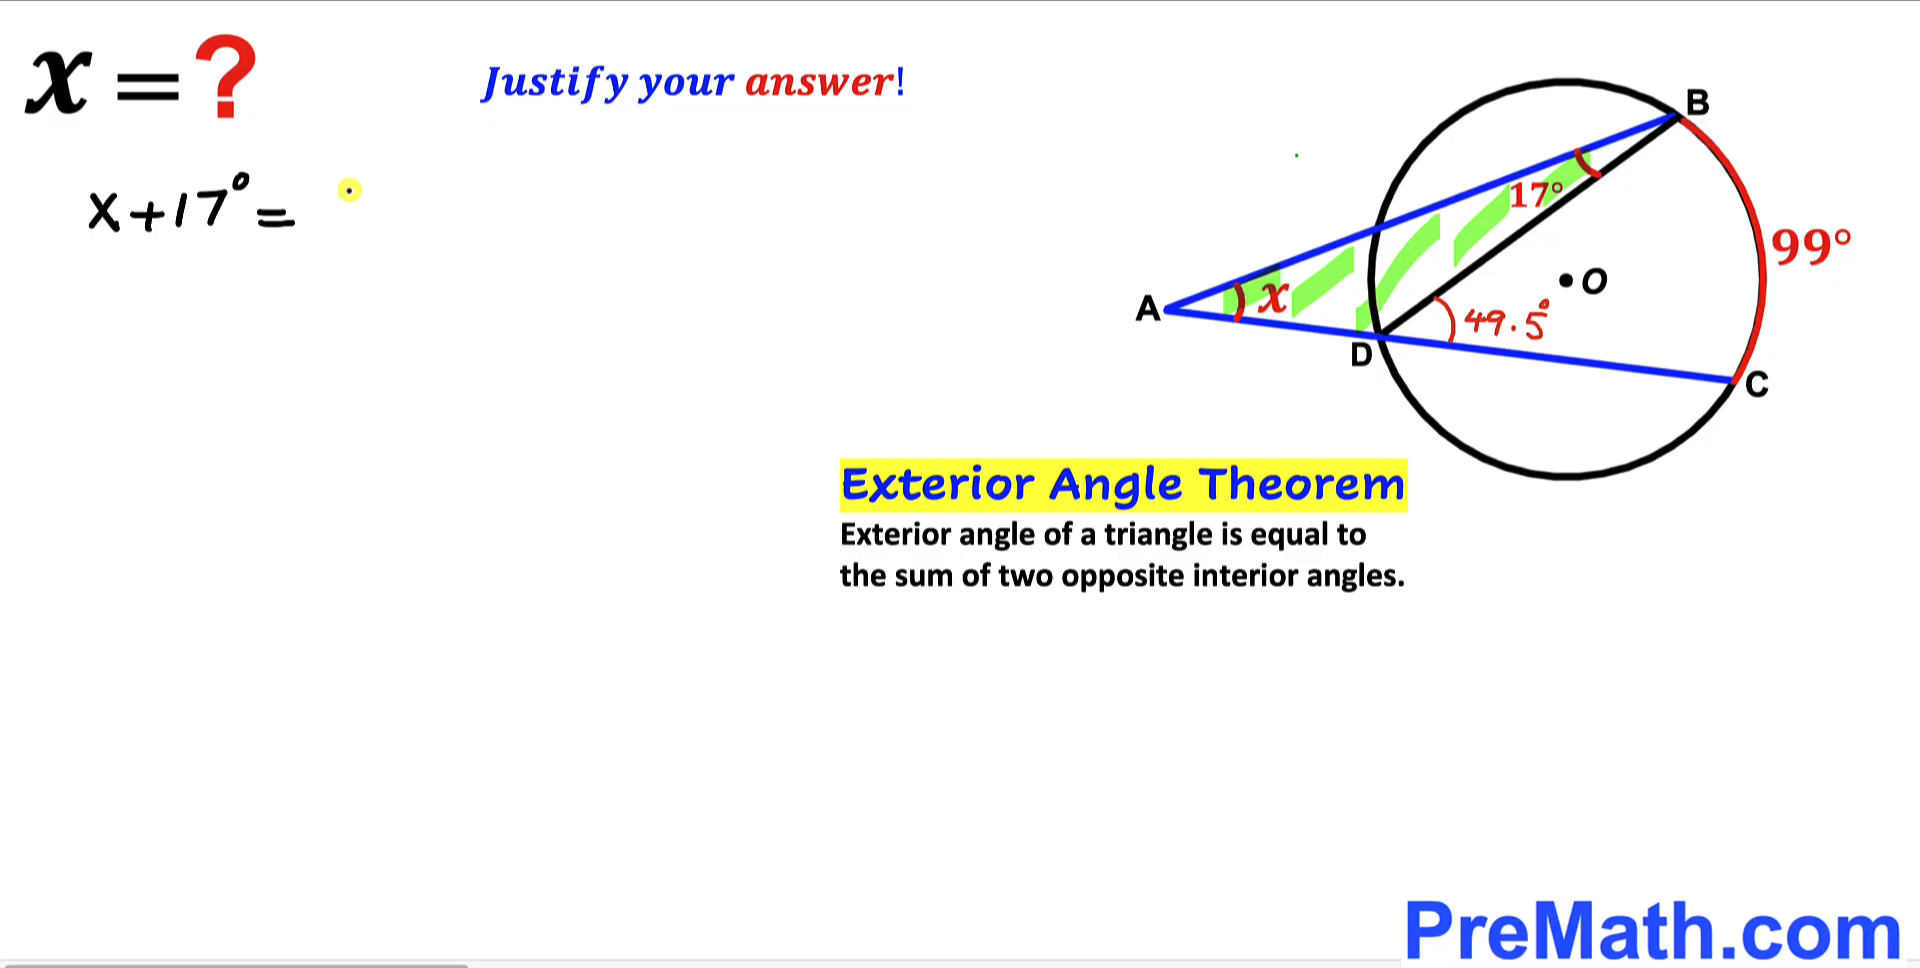 x = ?
Justify your answer!
x + 17° =
B
17°
99°
O
A
x
49.5°
D
C
Exterior Angle Theorem
Exterior angle of a triangle is equal to
the sum of two opposite interior angles.
PreMath.com